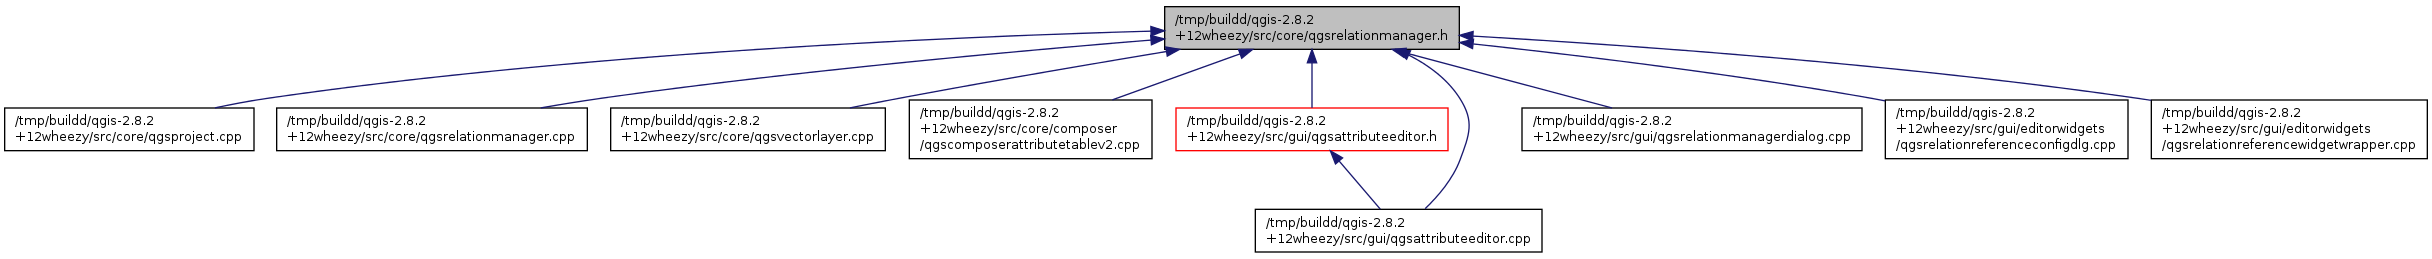 /tmp/buildd/qgis-2.8.2
+12wheezy/src/core/qgsrelationmanager.h
/tmp/buildd/qgis-2.8.2
+12wheezy/src/core/qgsproject.cpp
/tmp/buildd/qgis-2.8.2
+12wheezy/src/core/qgsrelationmanager.cpp
/tmp/buildd/qgis-2.8.2
+12wheezy/src/core/qgsvectorlayer.cpp
/tmp/buildd/qgis-2.8.2
+12wheezy/src/core/composer
/qgscomposerattributetablev2.cpp
/tmp/buildd/qgis-2.8.2
+12wheezy/src/gui/qgsattributeeditor.h
/tmp/buildd/qgis-2.8.2
+12wheezy/src/gui/qgsrelationmanagerdialog.cpp
/tmp/buildd/qgis-2.8.2
+12wheezy/src/gui/editorwidgets
/qgsrelationreferenceconfigdlg.cpp
/tmp/buildd/qgis-2.8.2
+12wheezy/src/gui/editorwidgets
/qgsrelationreferencewidgetwrapper.cpp
/tmp/buildd/qgis-2.8.2
+12wheezy/src/gui/qgsattributeeditor.cpp